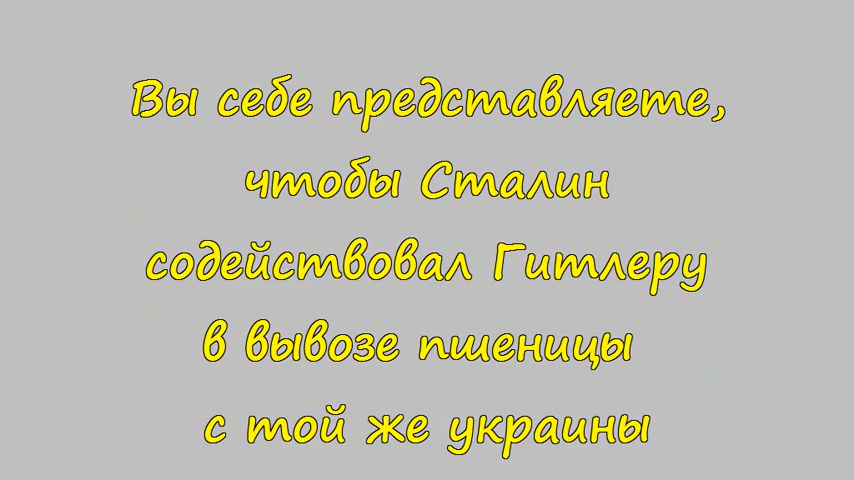 Вы себе представляете,
чтобы Сталин
содействовал Гитлеру
в вывозе пшеницы
с той же украины